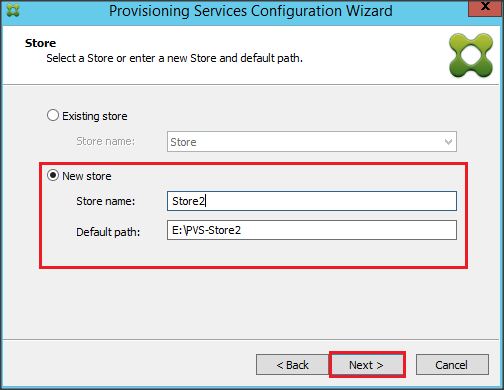 Provisioning Services Configuration Wizard
X
Store
Select a Store or enter a new Store and default path.
Existing store
Store name: Store
New store
Store name: Store2
Default path: E:\PVS-Store2
< Back Next > Cancel